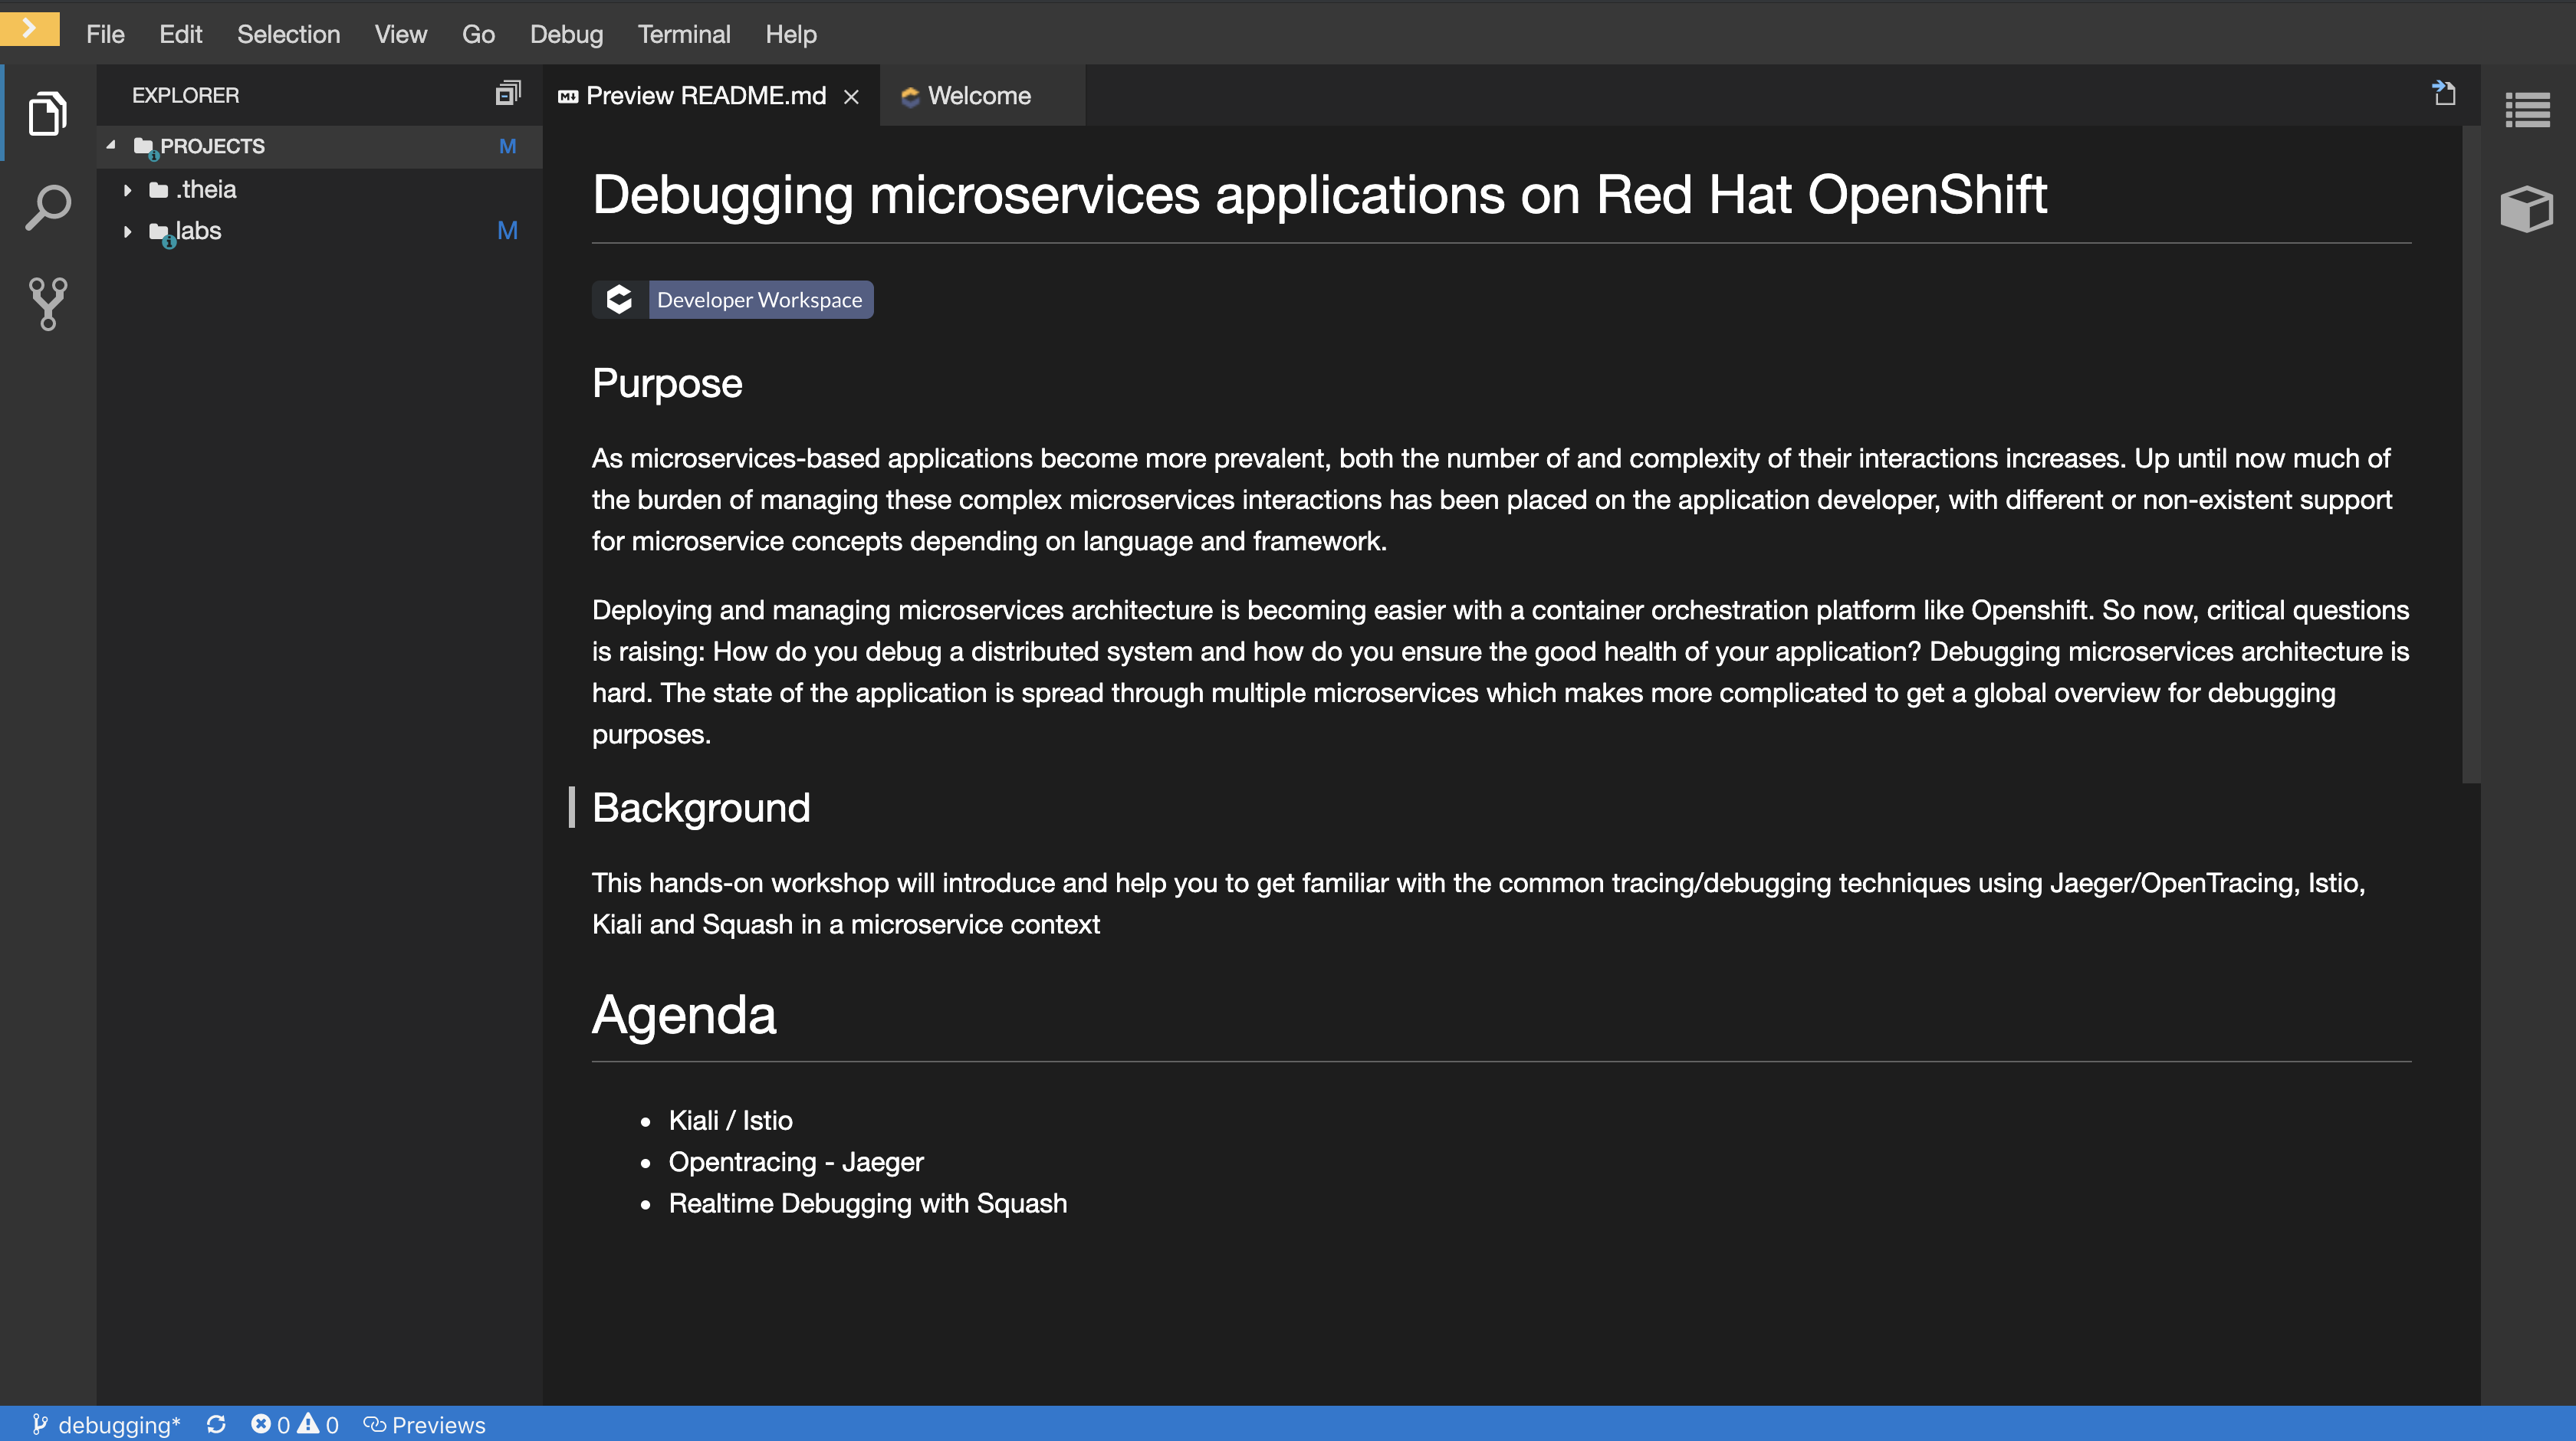 File Edit Selection View Go Debug Terminal Help
EXPLORER
PROJECTS M
.theia
labs M
Preview README.md Welcome
Debugging microservices applications on Red Hat OpenShift
Developer Workspace
Purpose
As microservices-based applications become more prevalent, both the number of and complexity of their interactions increases. Up until now much of
the burden of managing these complex microservices interactions has been placed on the application developer, with different or non-existent support
for microservice concepts depending on language and framework.
Deploying and managing microservices architecture is becoming easier with a container orchestration platform like Openshift. So now, critical questions
is raising: How do you debug a distributed system and how do you ensure the good health of your application? Debugging microservices architecture is
hard. The state of the application is spread through multiple microservices which makes more complicated to get a global overview for debugging
purposes.
Background
This hands-on workshop will introduce and help you to get familiar with the common tracing/debugging techniques using Jaeger/OpenTracing, Istio,
Kiali and Squash in a microservice context
Agenda
• Kiali / Istio
• Opentracing - Jaeger
• Realtime Debugging with Squash
debugging* 0 0 Previews